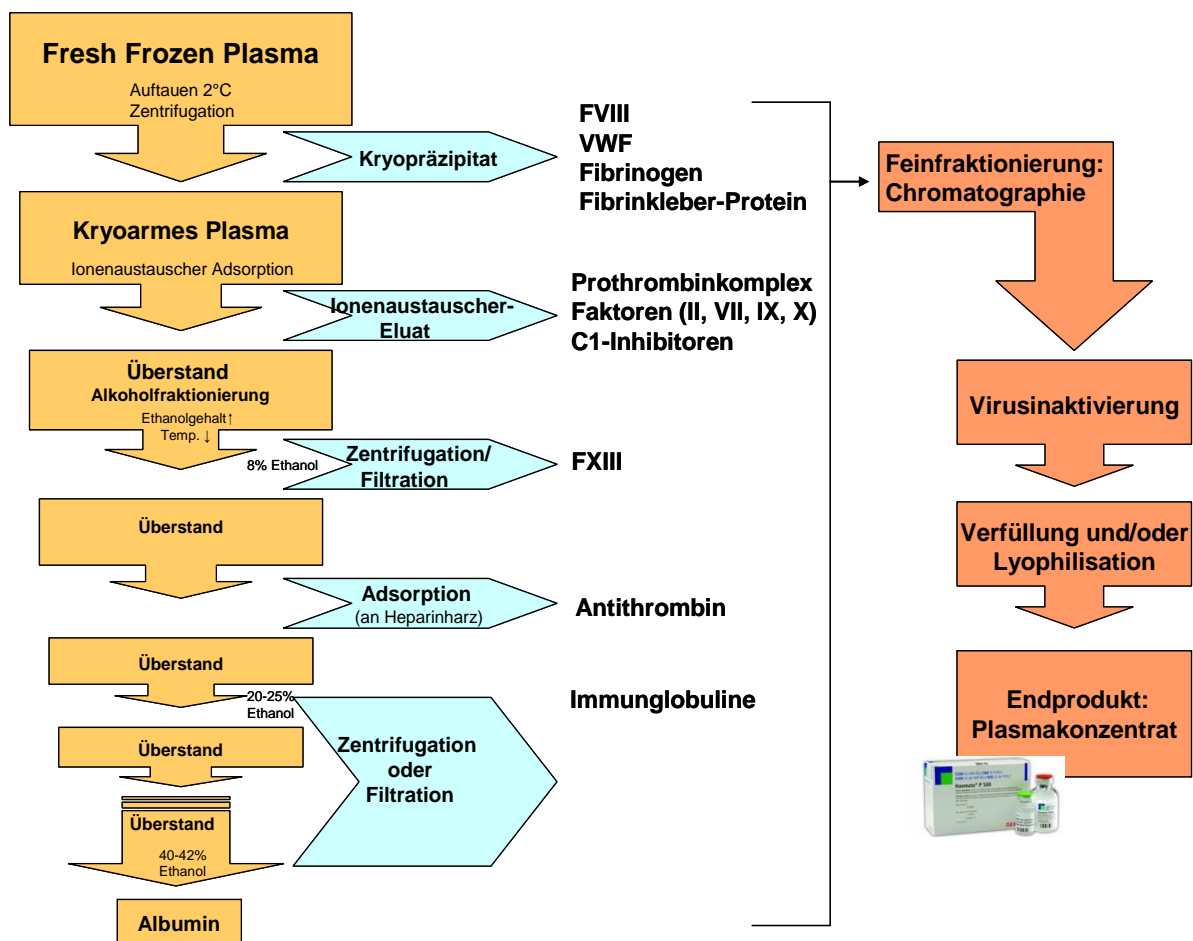 Fresh Frozen Plasma
Auftauen 2°C
Zentrifugation
Kryopräzipitat
FVIII
VWF
Fibrinogen
Fibrinkleber-Protein
Kryoarmes Plasma
Ionenaustauscher Adsorption
Ionenaustauscher-
Eluat
Prothrombinkomplex
Faktoren (II, VII, IX, X)
C1-Inhibitoren
Überstand
Alkoholfraktionierung
Ethanolgehalt↑
Temp. ↓
8% Ethanol
Zentrifugation/
Filtration
FXIII
Überstand
Adsorption
(an Heparinharz)
Antithrombin
Überstand
20-25%
Ethanol
Immunglobuline
Überstand
Zentrifugation
oder
Filtration
Überstand
40-42%
Ethanol
Albumin
Feinfraktionierung:
Chromatographie
Virusinaktivierung
Verfüllung und/oder
Lyophilisation
Endprodukt:
Plasmakonzentrat
Haemate® P 500